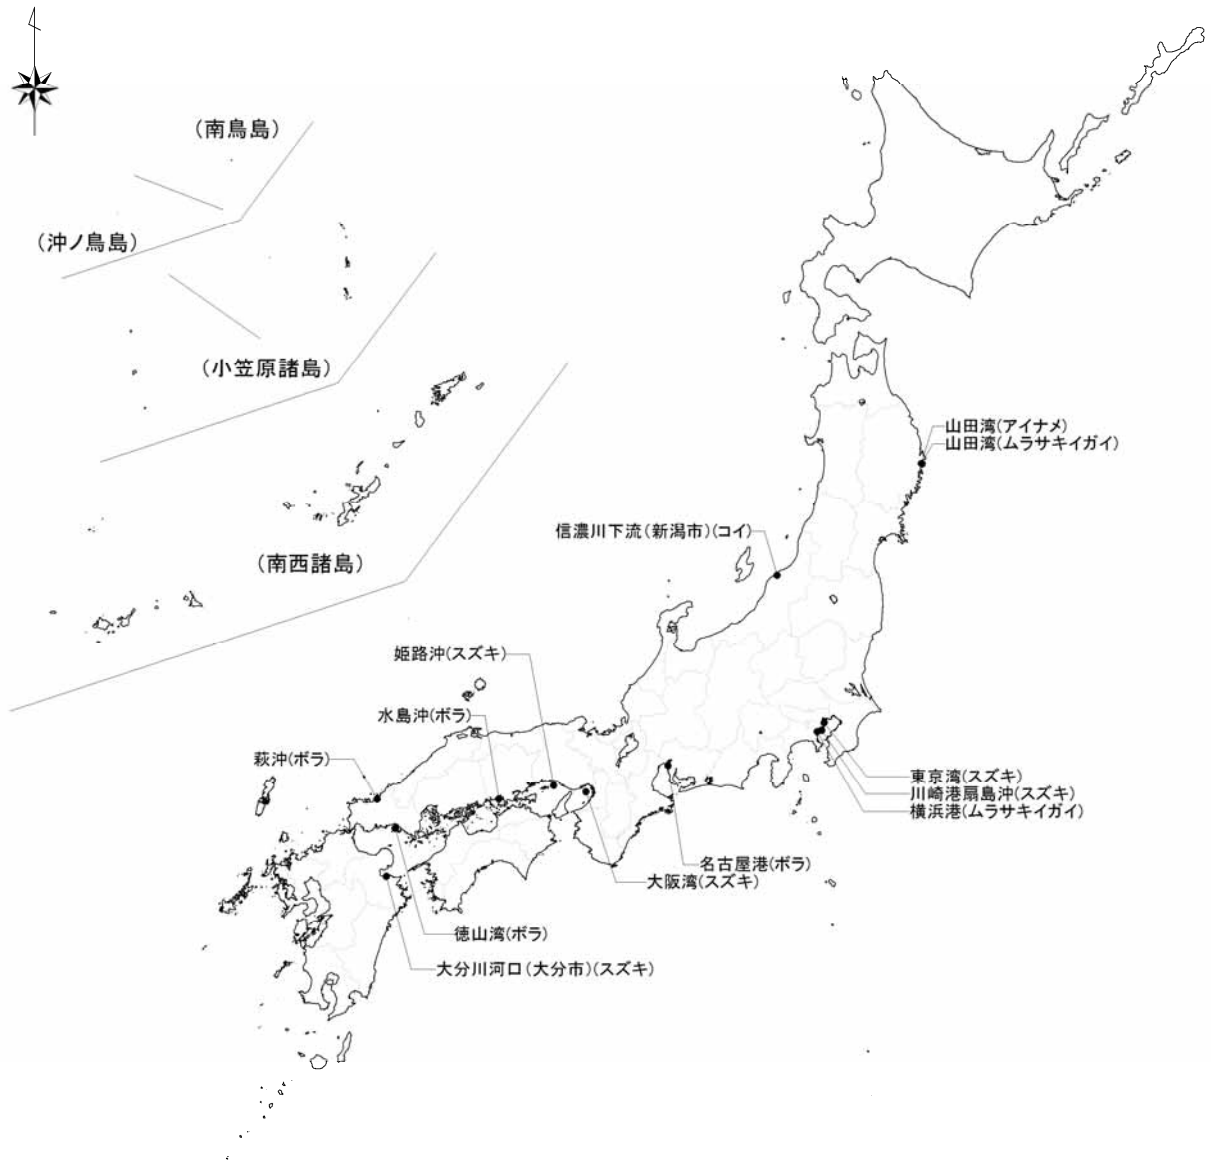 (南鳥島)
(沖ノ鳥島)
(小笠原諸島)
山田湾(アイナメ)
山田湾(ムラサキイガイ)
信濃川下流(新潟市)(コイ)
(南西諸島)
姫路沖(スズキ)
水島沖(ボラ)
萩沖(ボラ)
東京湾(スズキ)
川崎港扇島沖(スズキ)
横浜港(ムラサキイガイ)
名古屋港(ボラ)
大阪湾(スズキ)
徳山湾(ボラ)
大分川河口(大分市)(スズキ)